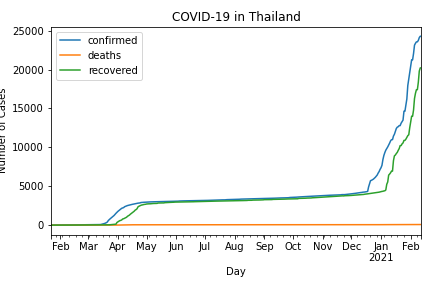 COVID-19 in Thailand
confirmed
deaths
recovered
25000
20000
15000
10000
5000
0
Number of Cases
Feb Mar Apr May Jun Jul Aug Sep Oct Nov Dec Jan Feb
2021
Day